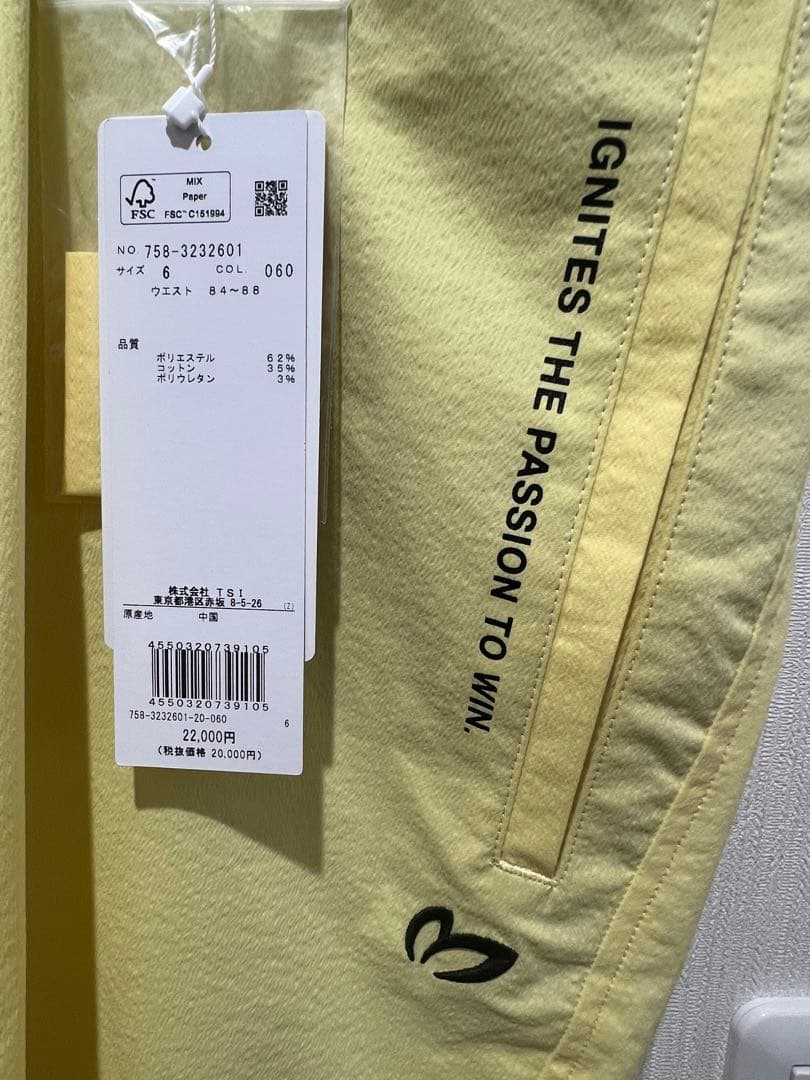 MIX
Paper
FSC™ C151994
FSC
NO. 758-3232601
サイズ 6 COL. 060
ウエスト 84～88
品質
ポリエステル 62%
コットン 35%
ポリウレタン 3%
株式会社 TSI
東京都港区赤坂 8-5-26 (Z)
原産地 中国
4550320739105
4550320739105
758-3232601-20-060 6
22,000円
(税抜価格 20,000円)
IGNITES THE PASSION TO WIN.